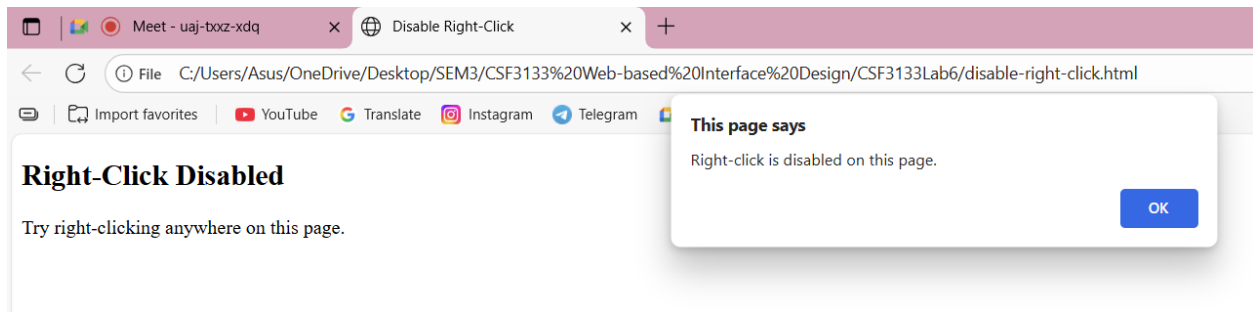 Meet - uaj-txxz-xdq
Disable Right-Click
File C:/Users/Asus/OneDrive/Desktop/SEM3/CSF3133%20Web-based%20Interface%20Design/CSF3133Lab6/disable-right-click.html
Import favorites YouTube Translate Instagram Telegram
This page says
Right-click is disabled on this page.
OK
Right-Click Disabled
Try right-clicking anywhere on this page.